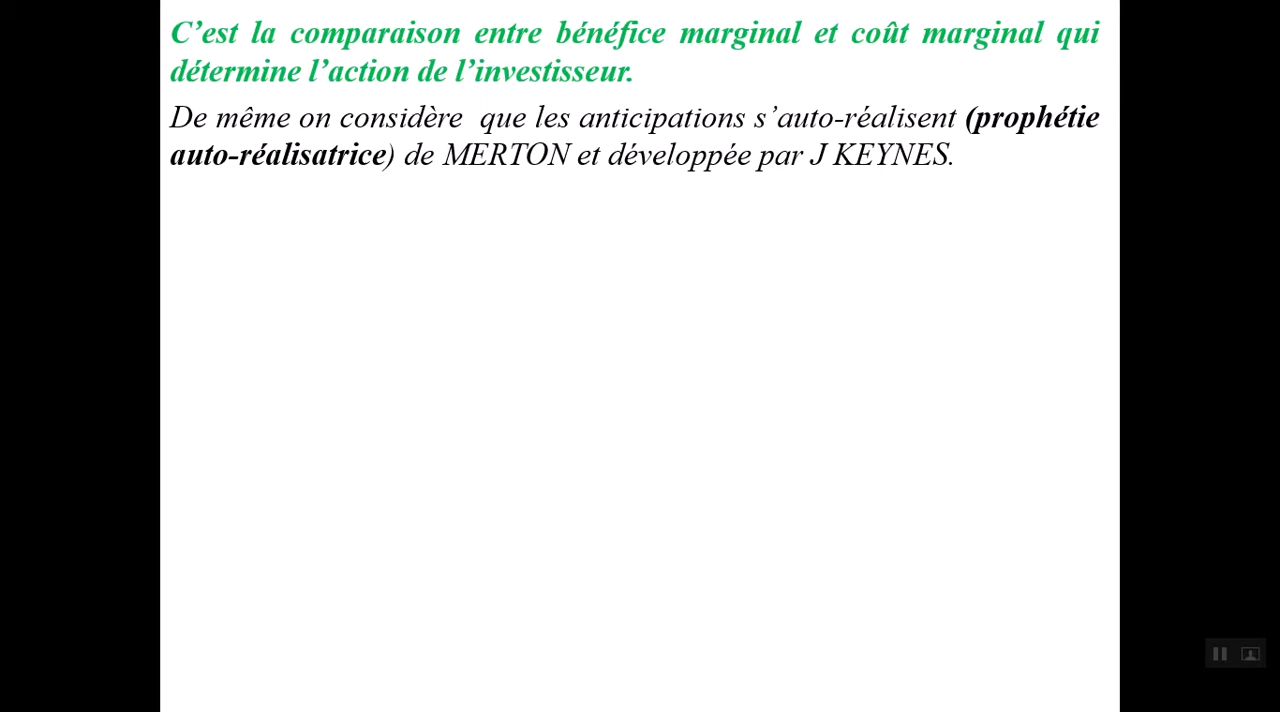 C’est la comparaison entre bénéfice marginal et coût marginal qui
détermine l’action de l’investisseur.
De même on considère  que les anticipations s’auto-réalisent (prophétie
auto-réalisatrice) de MERTON et développée par J KEYNES.